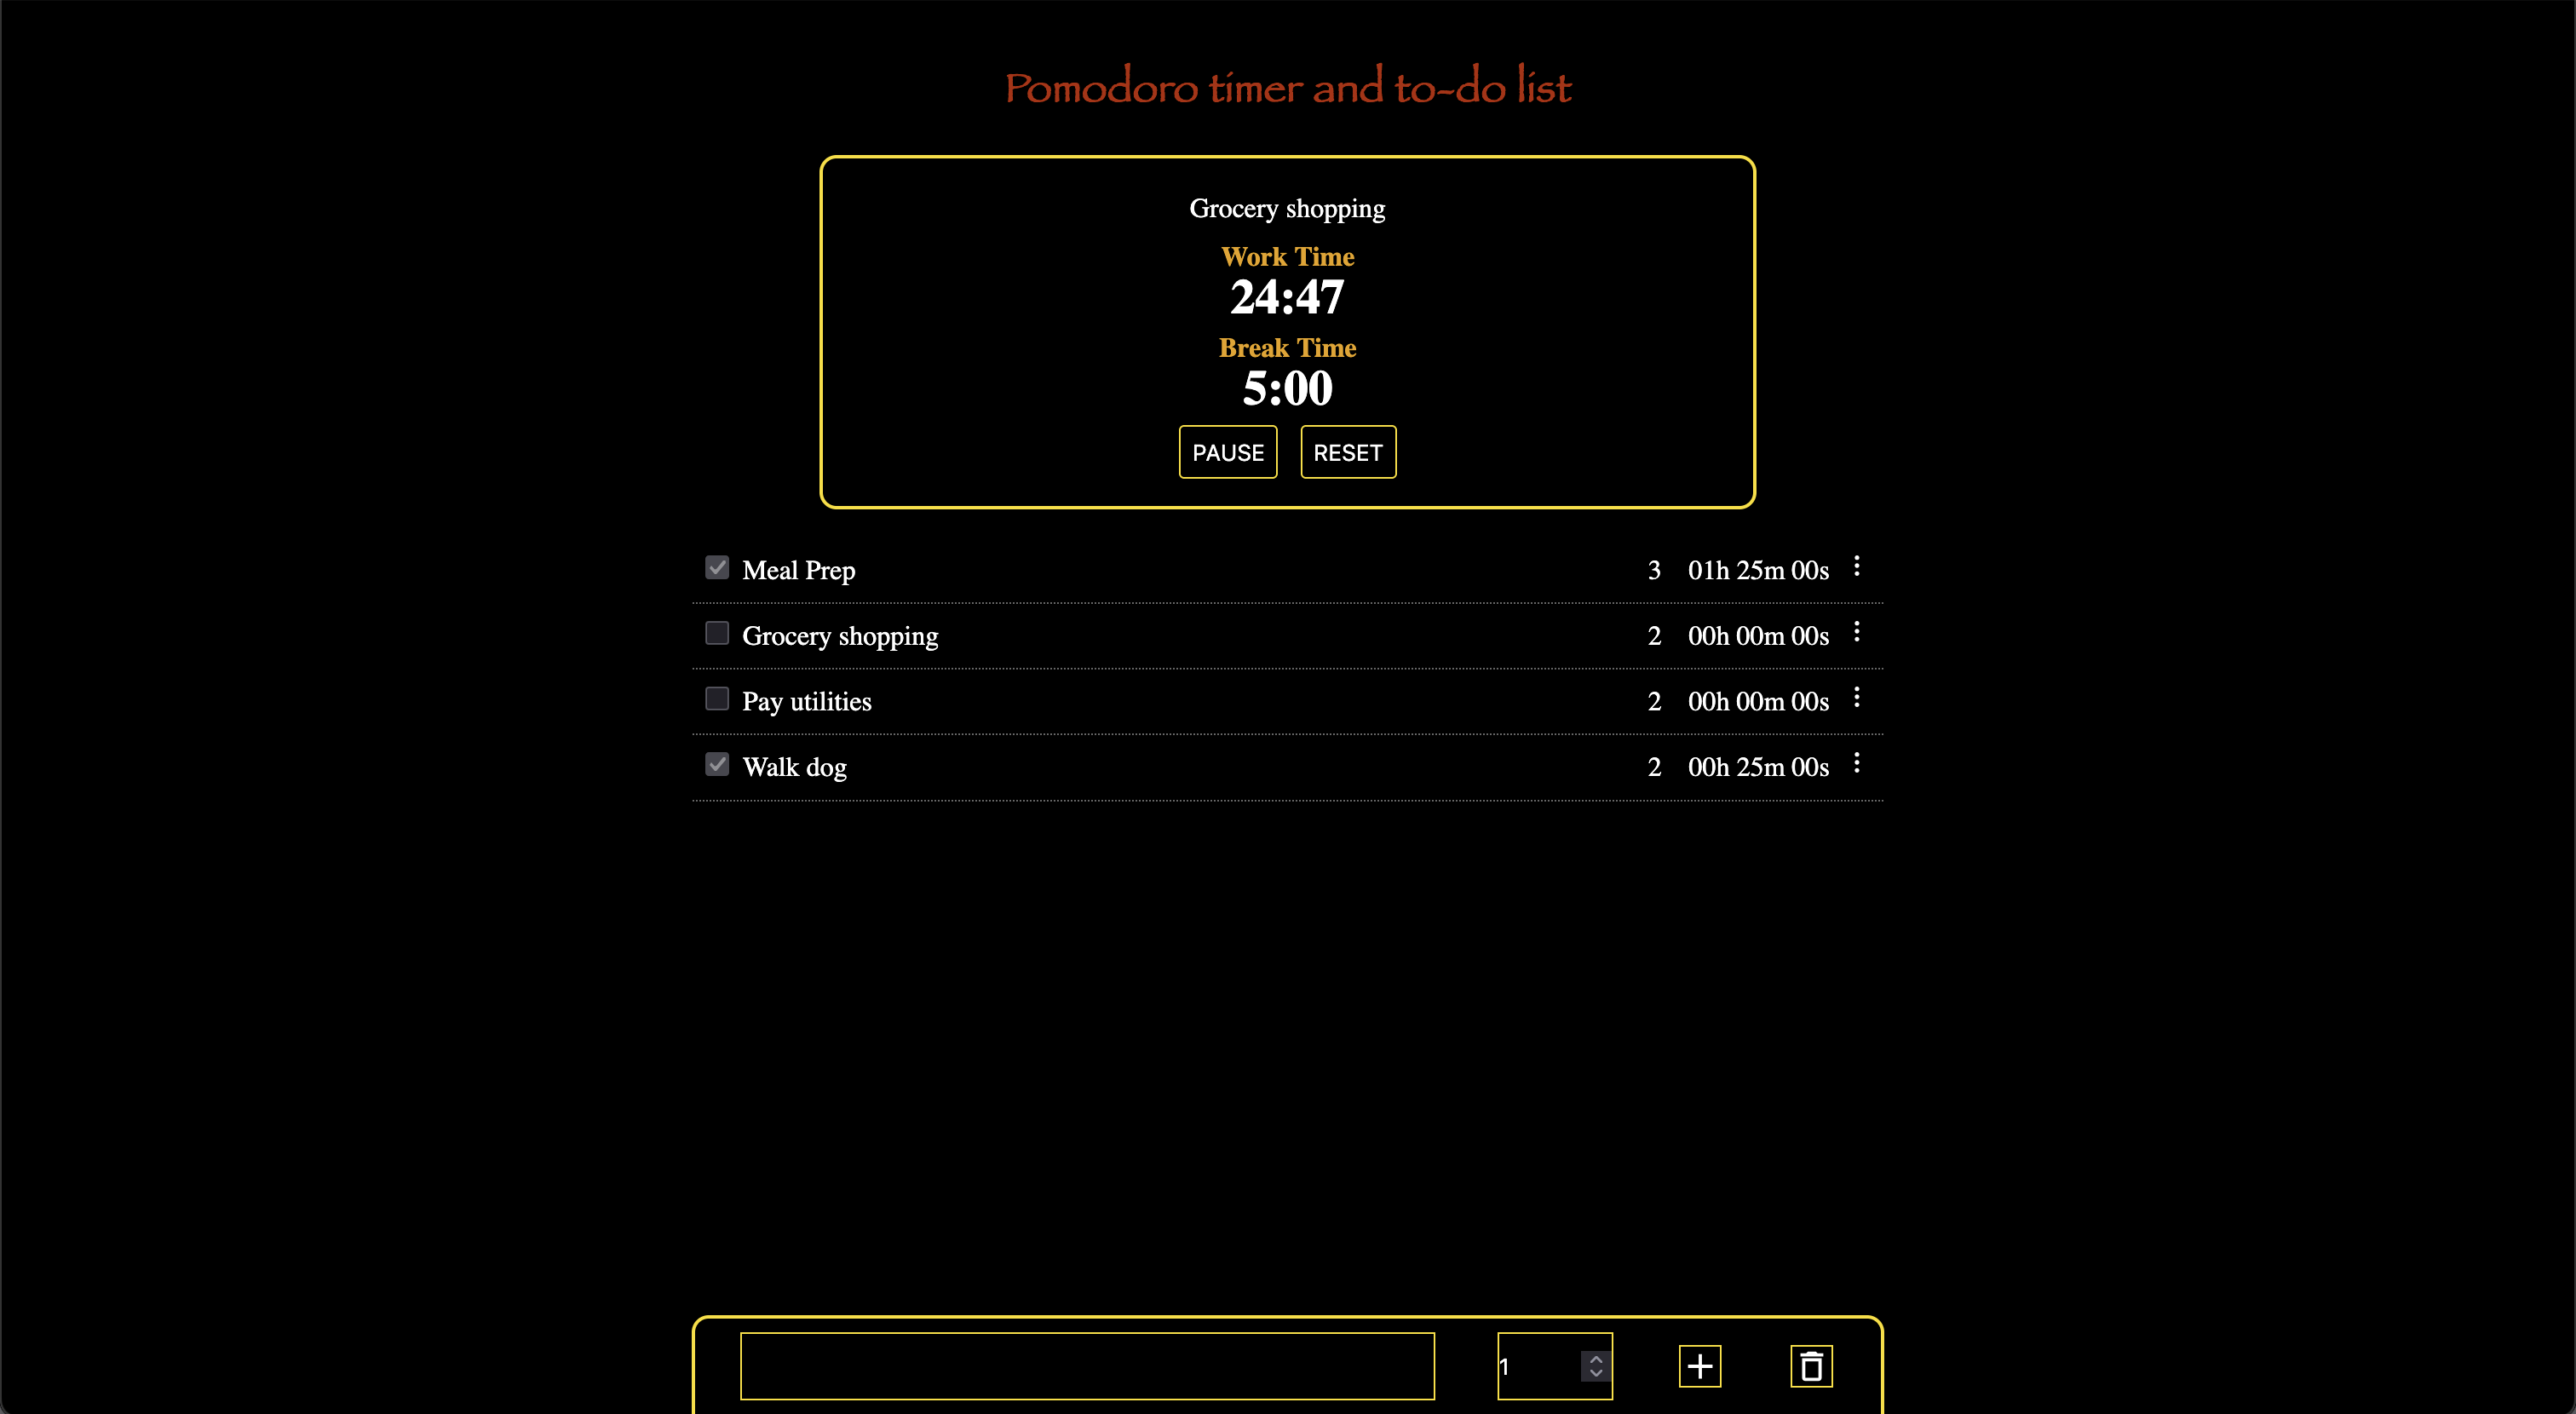 Pomodoro timer and to-do list
Grocery shopping
Work Time
24:47
Break Time
5:00
PAUSE RESET
Meal Prep 3 01h 25m 00s
Grocery shopping 2 00h 00m 00s
Pay utilities 2 00h 00m 00s
Walk dog 2 00h 25m 00s
1